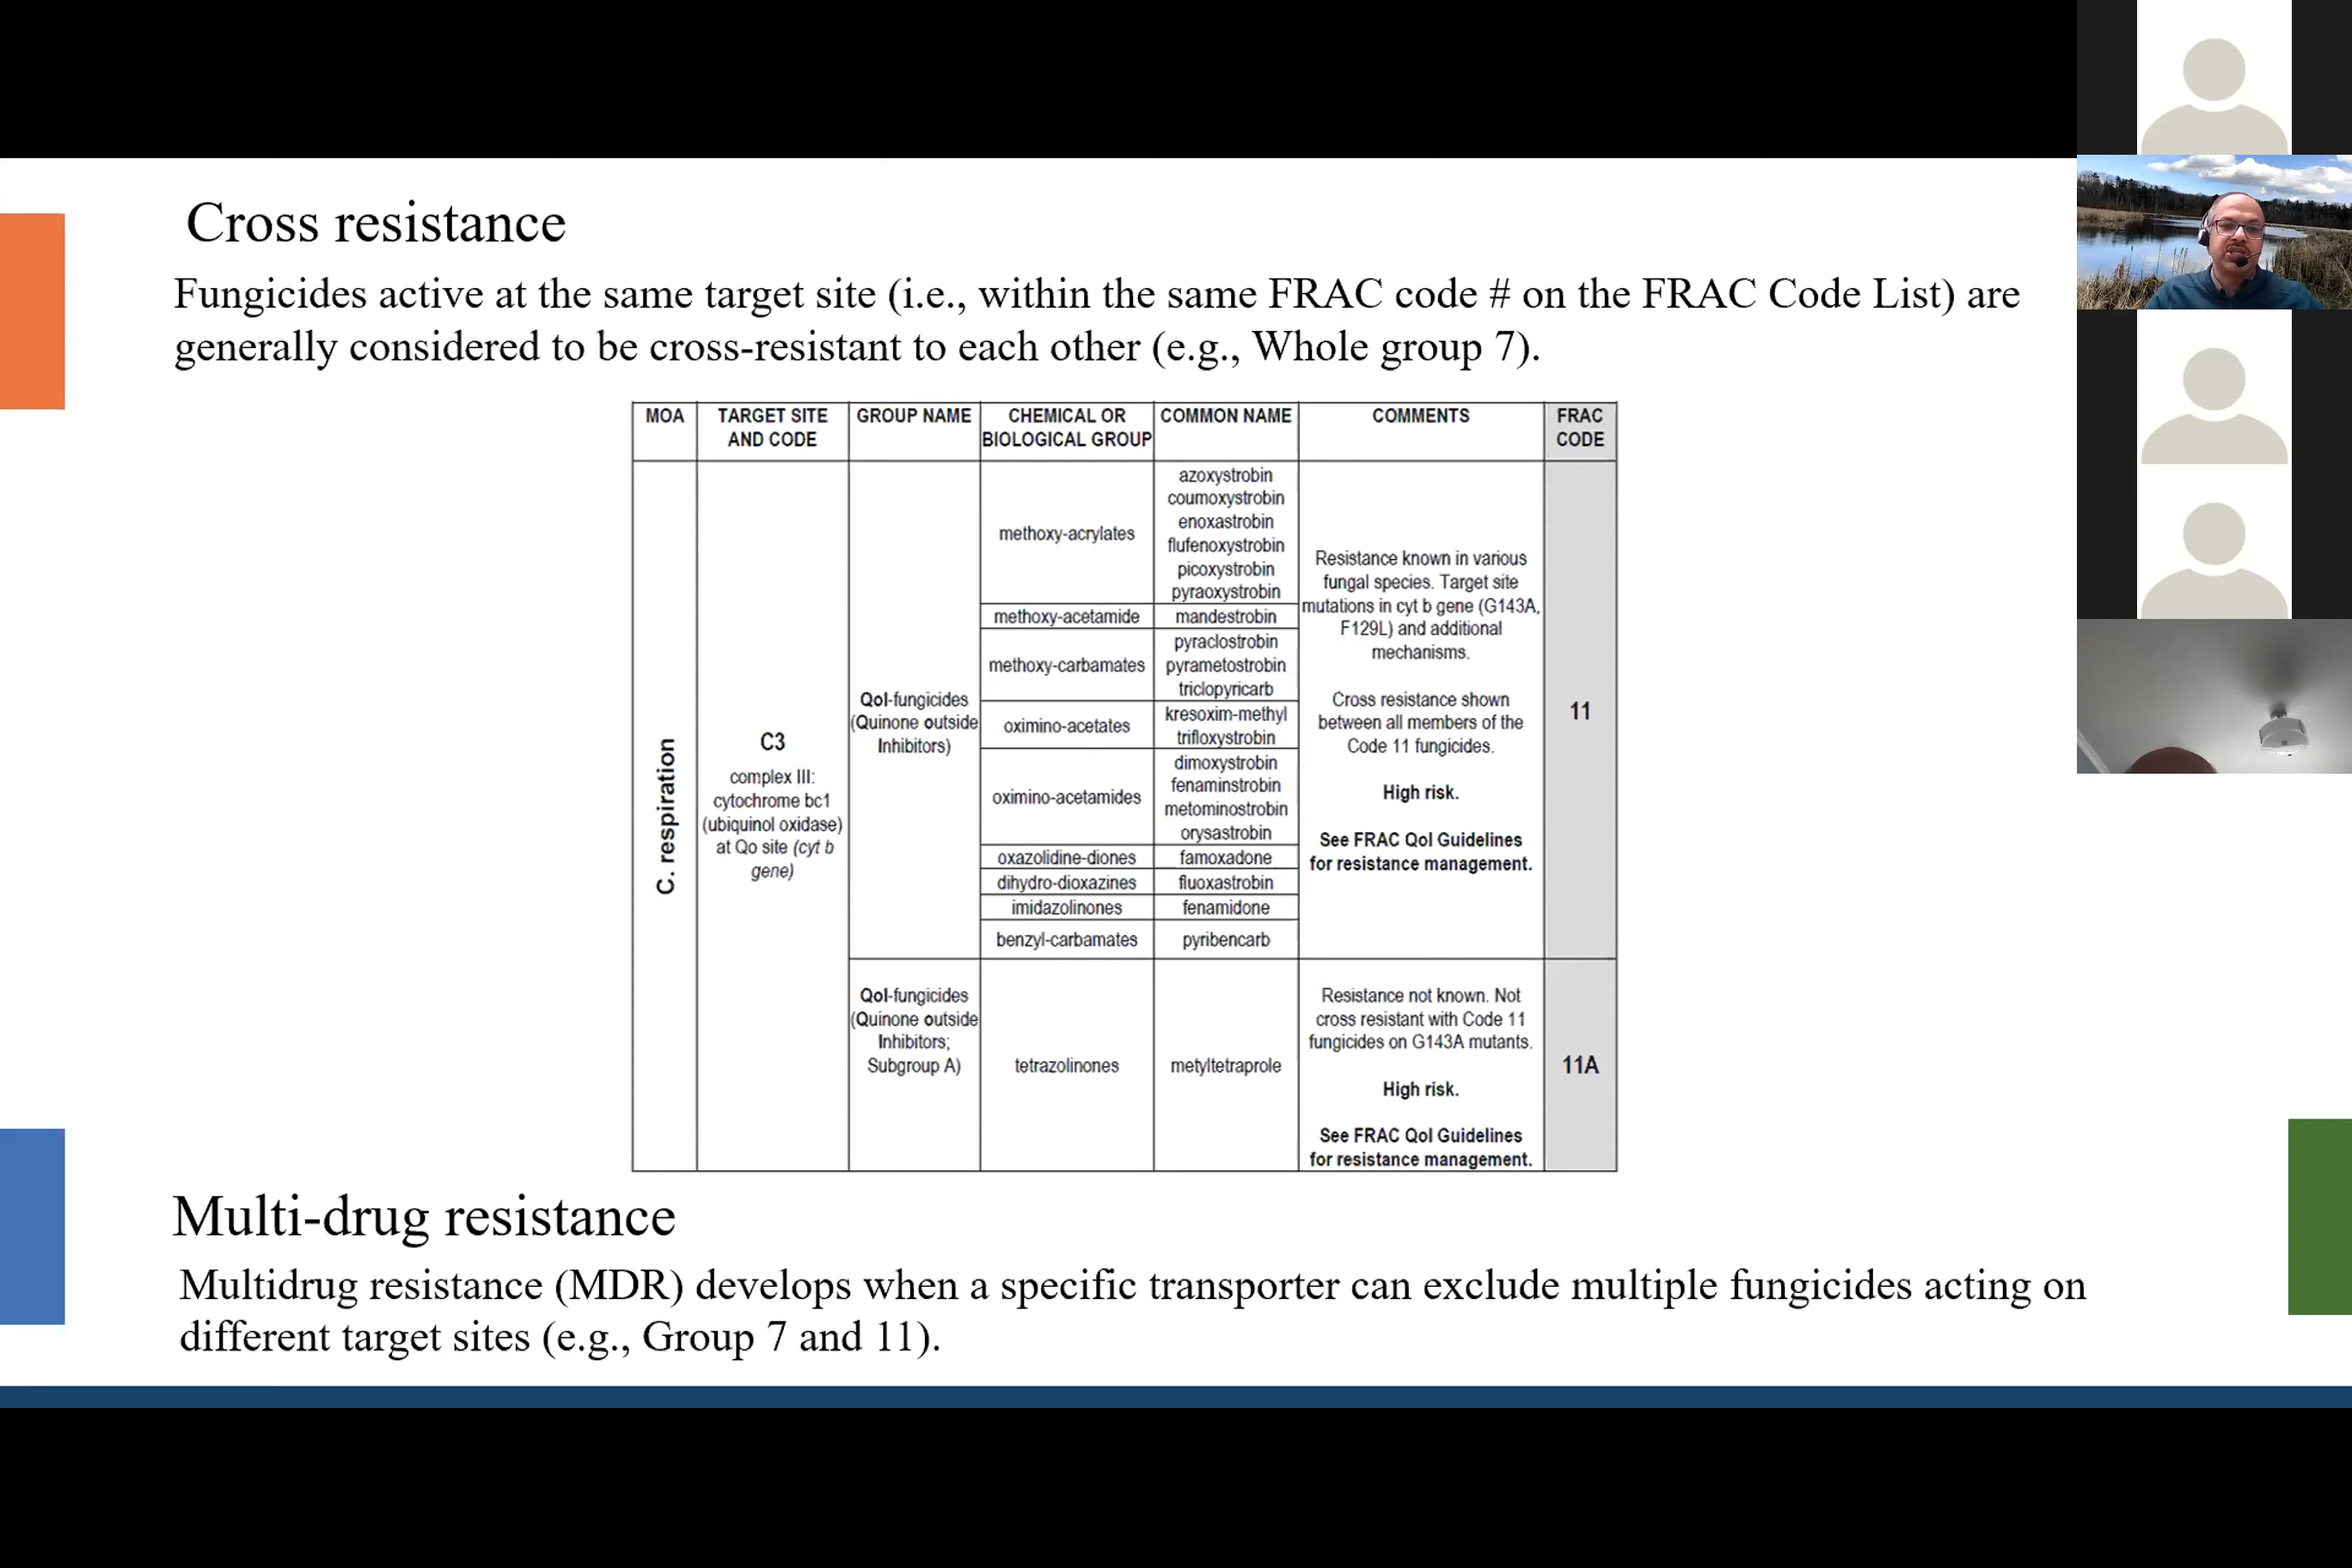 Cross resistance
Fungicides active at the same target site (i.e., within the same FRAC code # on the FRAC Code List) are
generally considered to be cross-resistant to each other (e.g., Whole group 7).
MOA
TARGET SITE
AND CODE
GROUP NAME
CHEMICAL OR
BIOLOGICAL GROUP
COMMON NAME
COMMENTS
FRAC
CODE
C. respiration
C3
complex III:
cytochrome bc1
(ubiquinol oxidase)
at Qo site (cyt b
gene)
QoI-fungicides
(Quinone outside
Inhibitors)
methoxy-acrylates
azoxystrobin
coumoxystrobin
enoxastrobin
flufenoxystrobin
picoxystrobin
pyraoxystrobin
methoxy-acetamide
mandestrobin
methoxy-carbamates
pyraclostrobin
pyrametostrobin
triclopyricarb
oximino-acetates
kresoxim-methyl
trifloxystrobin
oximino-acetamides
dimoxystrobin
fenaminstrobin
metominostrobin
orysastrobin
oxazolidine-diones
famoxadone
dihydro-dioxazines
fluoxastrobin
imidazolinones
fenamidone
benzyl-carbamates
pyribencarb
Resistance known in various
fungal species. Target site
mutations in cyt b gene (G143A,
F129L) and additional
mechanisms.
Cross resistance shown
between all members of the
Code 11 fungicides.
High risk.
See FRAC QoI Guidelines
for resistance management.
11
QoI-fungicides
(Quinone outside
Inhibitors;
Subgroup A)
tetrazolinones
metyltetraprole
Resistance not known. Not
cross resistant with Code 11
fungicides on G143A mutants.
High risk.
See FRAC QoI Guidelines
for resistance management.
11A
Multi-drug resistance
Multidrug resistance (MDR) develops when a specific transporter can exclude multiple fungicides acting on
different target sites (e.g., Group 7 and 11).